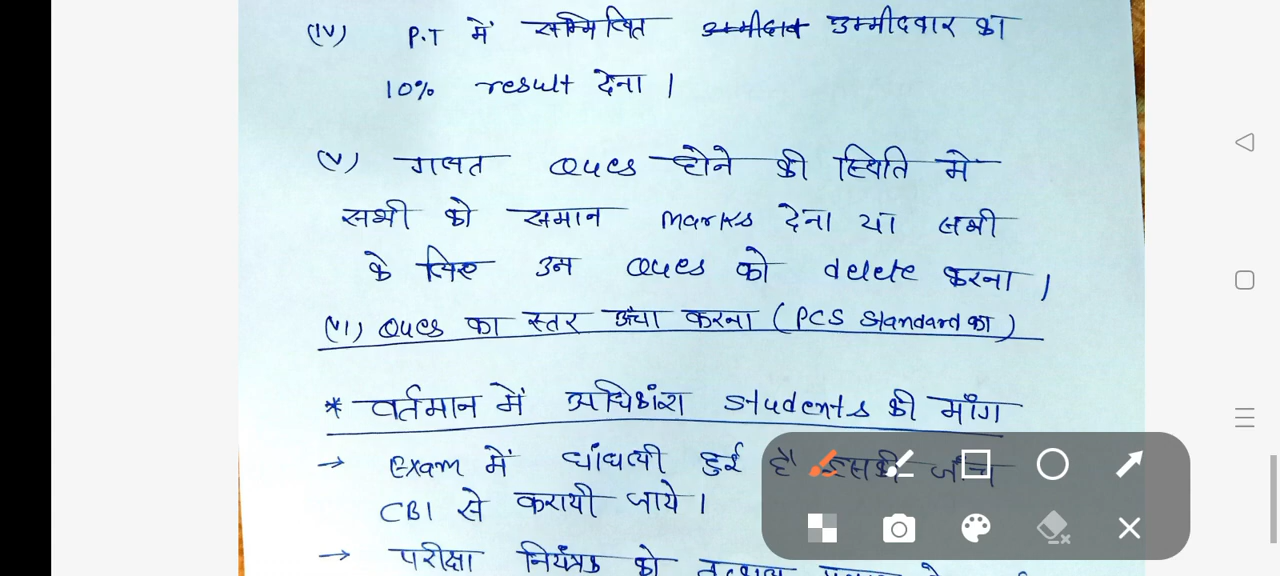 (iv) P.T में सम्मिलित उम्मीदवार का
10% result देना।
(v) गलत Ques होने की स्थिति मे
सभी को समान marks देना या सभी
के लिए उन Ques को delete करना।
(vi) Ques का स्तर ऊंचा करना (PCS Standard का)
* वर्तमान में अधिकांश students की माँग
→ Exam में धांधली हुई है इसकी जाँच
CBI से करायी जाये।
→ परीक्षा नियंत्रक को